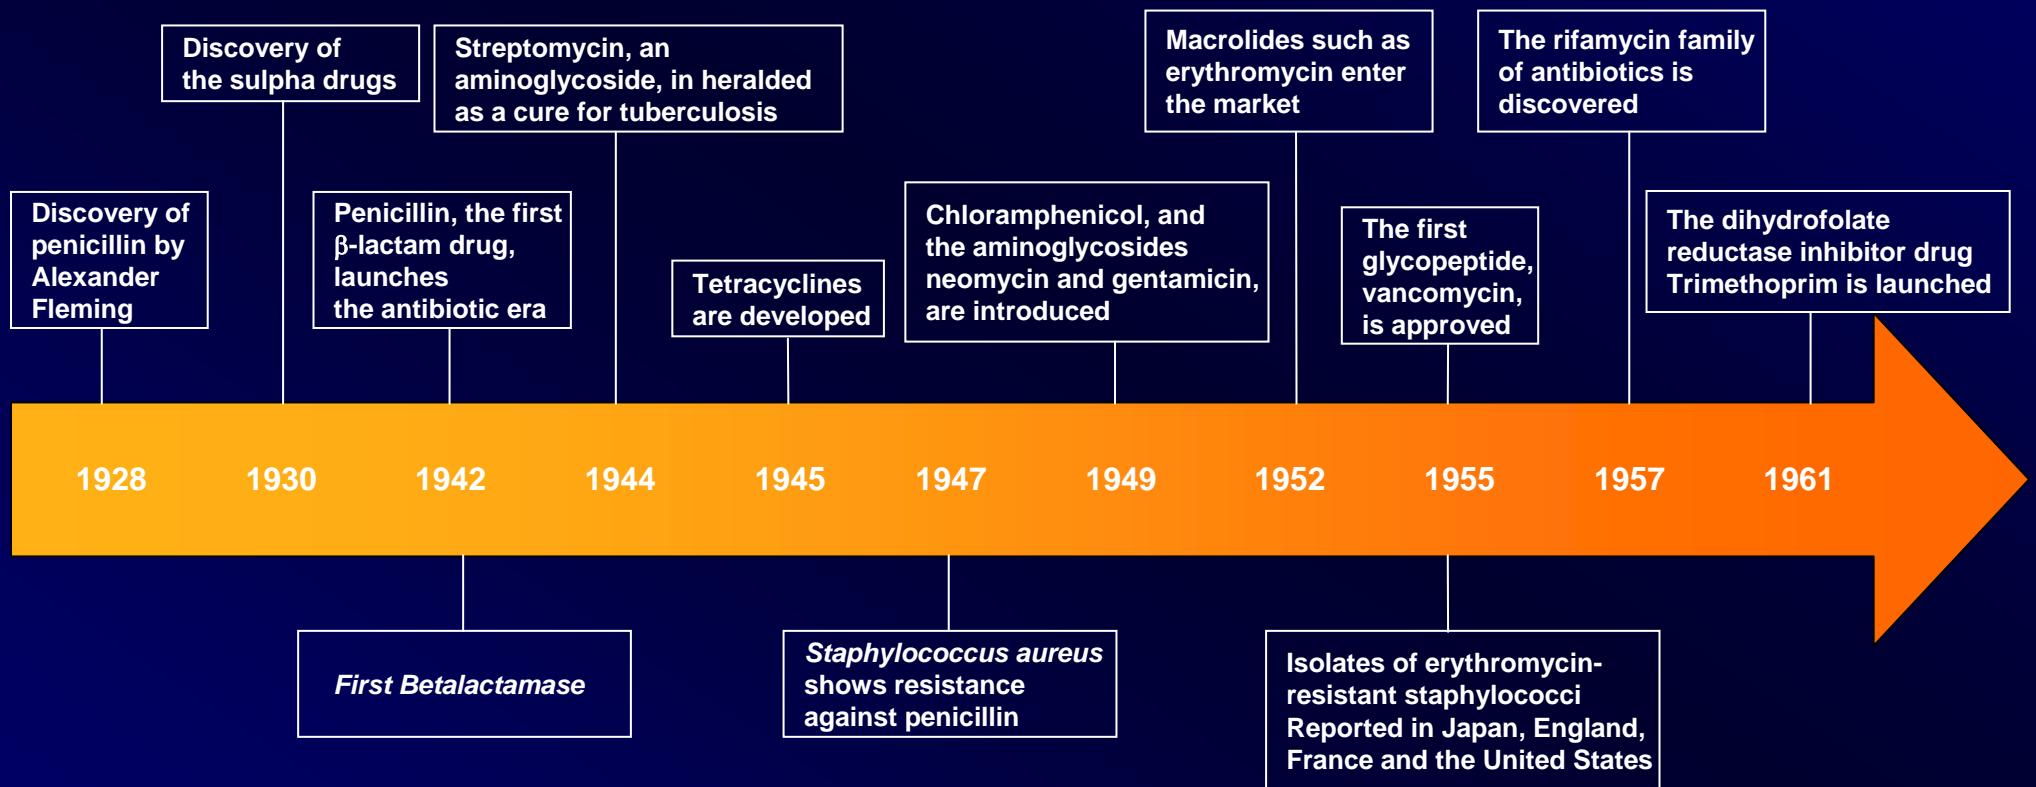 Discovery of
the sulpha drugs
Streptomycin, an
aminoglycoside, in heralded
as a cure for tuberculosis
Macrolides such as
erythromycin enter
the market
The rifamycin family
of antibiotics is
discovered
Discovery of
penicillin by
Alexander
Fleming
Penicillin, the first
β-lactam drug,
launches
the antibiotic era
Tetracyclines
are developed
Chloramphenicol, and
the aminoglycosides
neomycin and gentamicin,
are introduced
The first
glycopeptide,
vancomycin,
is approved
The dihydrofolate
reductase inhibitor drug
Trimethoprim is launched
1928 1930 1942 1944 1945 1947 1949 1952 1955 1957 1961
First Betalactamase
Staphylococcus aureus
shows resistance
against penicillin
Isolates of erythromycin-
resistant staphylococci
Reported in Japan, England,
France and the United States